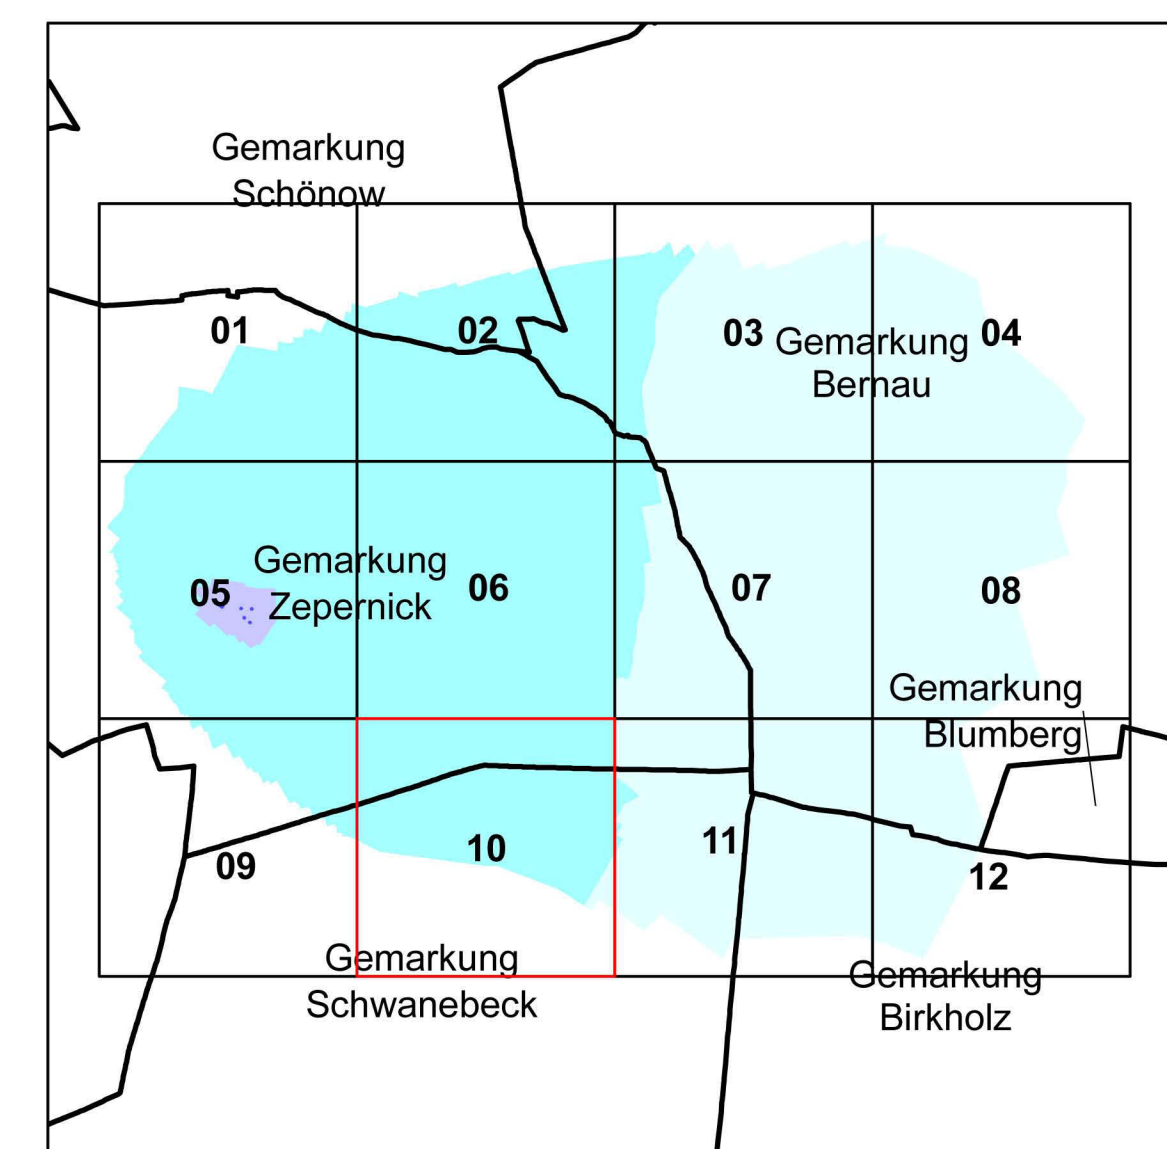 Gemarkung
Schönow
01
02
03
Gemarkung
Bernau
04
05
Gemarkung
Zepernick
06
07
08
Gemarkung
Blumberg
09
10
11
12
Gemarkung
Schwanebeck
Gemarkung
Birkholz